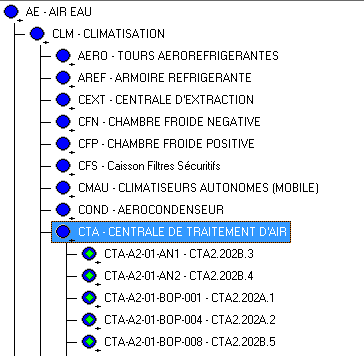 AE - AIR EAU
CLM - CLIMATISATION
AERO - TOURS AEROREFRIGERANTES
AREF - ARMOIRE REFRIGERANTE
CEXT - CENTRALE D'EXTRACTION
CFN - CHAMBRE FROIDE NEGATIVE
CFP - CHAMBRE FROIDE POSITIVE
CFS - Caisson Filtres Sécuritifs
CMAU - CLIMATISEURS AUTONOMES (MOBILE)
COND - AEROCONDENSEUR
CTA - CENTRALE DE TRAITEMENT D'AIR
CTA-A2-01-AN1 - CTA2.202B.3
CTA-A2-01-AN2 - CTA2.202B.4
CTA-A2-01-BOP-001 - CTA2.202A.1
CTA-A2-01-BOP-004 - CTA2.202A.2
CTA-A2-01-BOP-008 - CTA2.202B.5